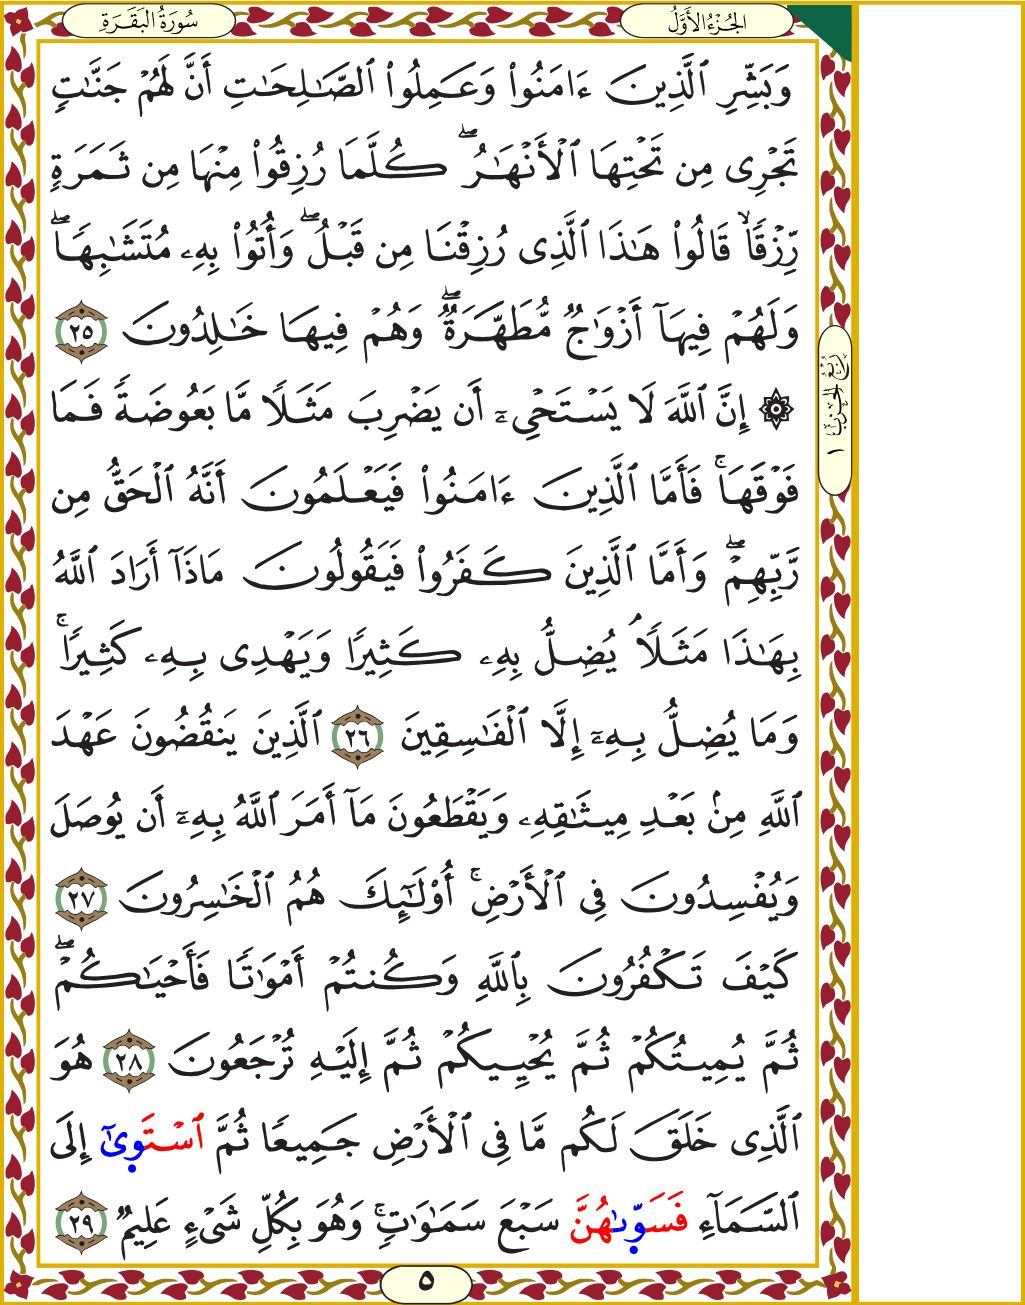 الجُزْءُ الأَوَّلُ
سُورَةُ البَقَرَةِ
وَبَشِّرِ ٱلَّذِينَ ءَامَنُواْ وَعَمِلُواْ ٱلصَّـٰلِحَـٰتِ أَنَّ لَهُمۡ جَنَّـٰتٖ
تَجۡرِى مِن تَحۡتِهَا ٱلۡأَنۡهَـٰرُۖ كُلَّمَا رُزِقُواْ مِنۡهَا مِن ثَمَرَةٖ
رِّزۡقٗاۙ قَالُواْ هَـٰذَا ٱلَّذِى رُزِقۡنَا مِن قَبۡلُۖ وَأُتُواْ بِهِۦ مُتَشَـٰبِهٗاۖ
وَلَهُمۡ فِيهَآ أَزۡوَٰجٞ مُّطَهَّرَةٞۖ وَهُمۡ فِيهَا خَـٰلِدُونَ ٢٥
۞ إِنَّ ٱللَّهَ لَا يَسۡتَحۡىِۦٓ أَن يَضۡرِبَ مَثَلٗا مَّا بَعُوضَةٗ فَمَا
فَوۡقَهَاۚ فَأَمَّا ٱلَّذِينَ ءَامَنُواْ فَيَعۡلَمُونَ أَنَّهُ ٱلۡحَقُّ مِن
رَّبِّهِمۡۖ وَأَمَّا ٱلَّذِينَ كَفَرُواْ فَيَقُولُونَ مَاذَآ أَرَادَ ٱللَّهُ
بِهَـٰذَا مَثَلٗاۘ يُضِلُّ بِهِۦ كَثِيرٗا وَيَهۡدِى بِهِۦ كَثِيرٗاۚ
وَمَا يُضِلُّ بِهِۦٓ إِلَّا ٱلۡفَـٰسِقِينَ ٢٦ ٱلَّذِينَ يَنقُضُونَ عَهۡدَ
ٱللَّهِ مِنۢ بَعۡدِ مِيثَـٰقِهِۦ وَيَقۡطَعُونَ مَآ أَمَرَ ٱللَّهُ بِهِۦٓ أَن يُوصَلَ
وَيُفۡسِدُونَ فِى ٱلۡأَرۡضِۚ أُوْلَـٰٓئِكَ هُمُ ٱلۡخَـٰسِرُونَ ٢٧
كَيۡفَ تَكۡفُرُونَ بِٱللَّهِ وَكُنتُمۡ أَمۡوَٰتٗا فَأَحۡيَـٰكُمۡۖ
ثُمَّ يُمِيتُكُمۡ ثُمَّ يُحۡيِيكُمۡ ثُمَّ إِلَيۡهِ تُرۡجَعُونَ ٢٨ هُوَ
ٱلَّذِى خَلَقَ لَكُم مَّا فِى ٱلۡأَرۡضِ جَمِيعٗا ثُمَّ ٱسۡتَوۭىٰٓ إِلَى
ٱلسَّمَآءِ فَسَوّۭىٰهُنَّ سَبۡعَ سَمَـٰوَٰتٖۚ وَهُوَ بِكُلِّ شَىۡءٍ عَلِيمٞ ٢٩
رُبْعُ الحِزْبِ ١
٥